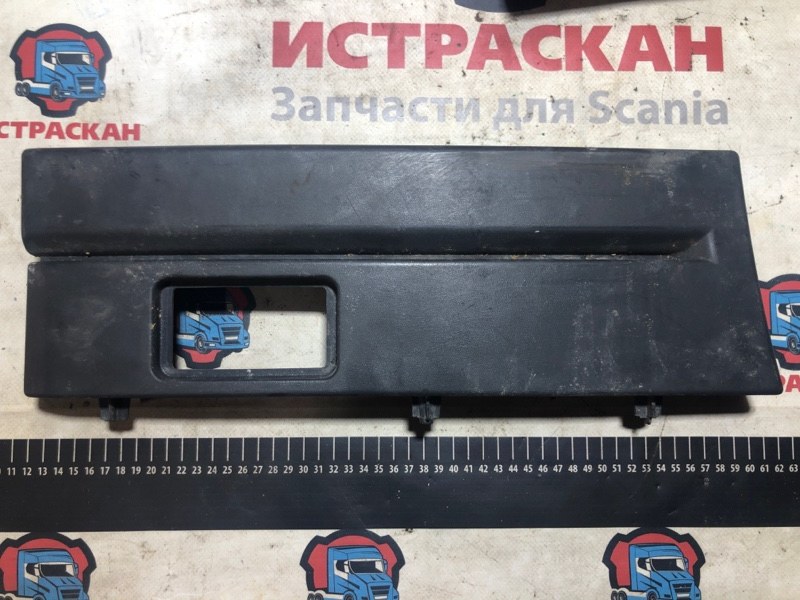 ИСТРАСКАН
Запчасти для Scania
ИСТРАСКАН
11 12 13 14 15 16 17 18 19 20 21 22 23 24 25 26 27 28 29 30 31 32 33 34 35 36 37 38 39 40 41 42 43 44 45 46 47 48 49 50 51 52 53 54 55 56 57 58 59 60 61 62 63